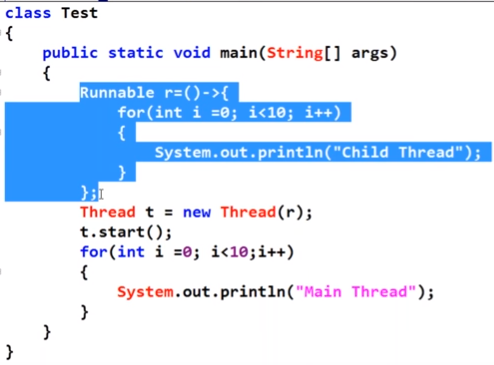 class Test
{
    public static void main(String[] args)
    {
        Runnable r=()->{
            for(int i =0; i<10; i++)
            {
                System.out.println("Child Thread");
            }
        };
        Thread t = new Thread(r);
        t.start();
        for(int i =0; i<10;i++)
        {
            System.out.println("Main Thread");
        }
    }
}